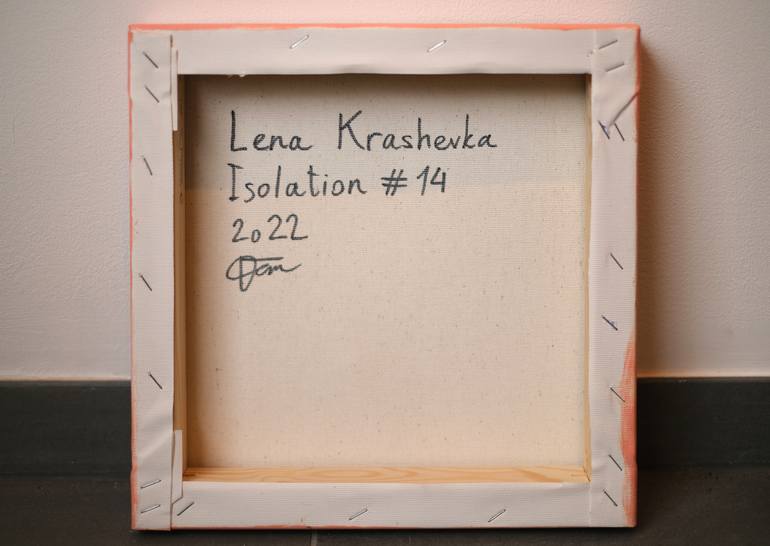 Lena Krashevka
Isolation #14
2022